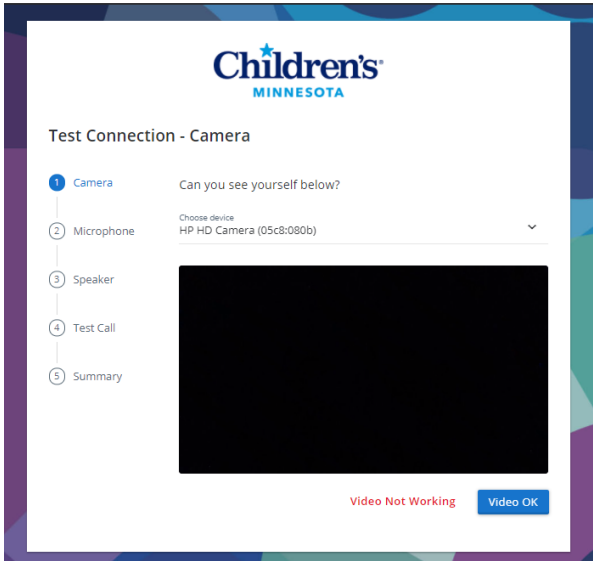 Children's®
MINNESOTA
Test Connection - Camera
1 Camera
Can you see yourself below?
Choose device
HP HD Camera (05c8:080b)
2 Microphone
3 Speaker
4 Test Call
5 Summary
Video Not Working
Video OK